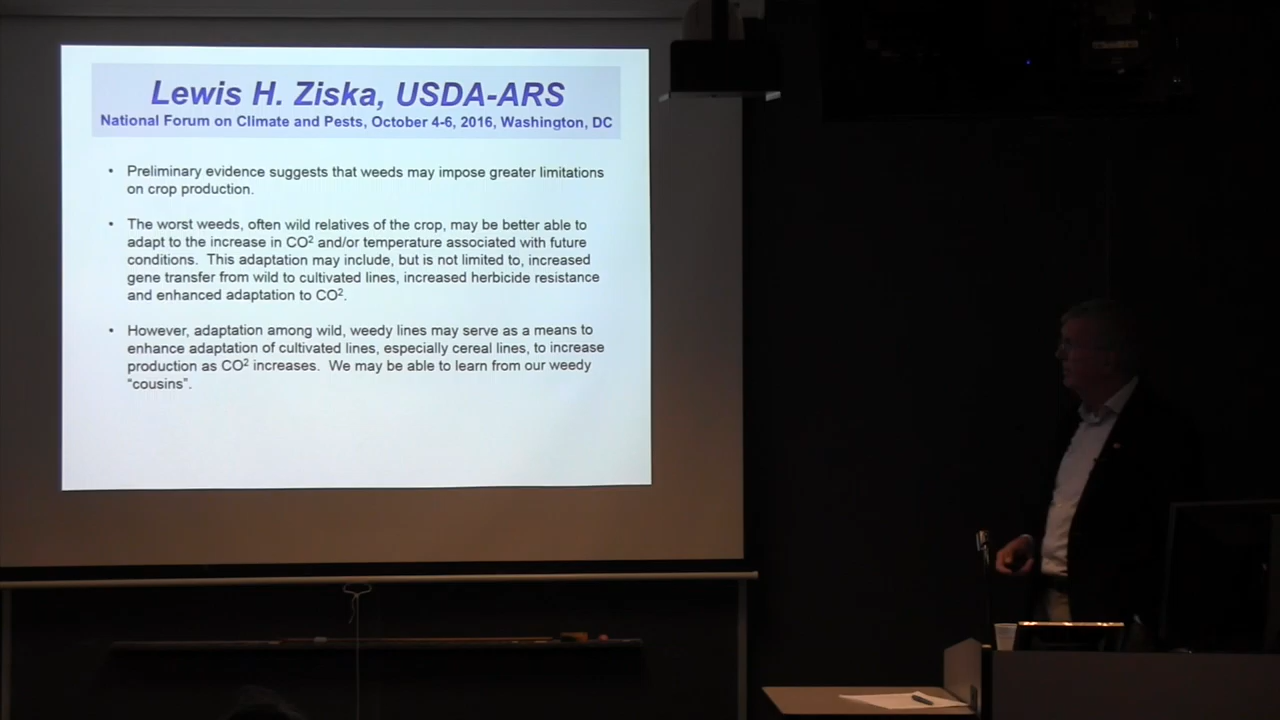 Lewis H. Ziska, USDA-ARS
National Forum on Climate and Pests, October 4-6, 2016, Washington, DC
• Preliminary evidence suggests that weeds may impose greater limitations
on crop production.
• The worst weeds, often wild relatives of the crop, may be better able to
adapt to the increase in CO² and/or temperature associated with future
conditions. This adaptation may include, but is not limited to, increased
gene transfer from wild to cultivated lines, increased herbicide resistance
and enhanced adaptation to CO².
• However, adaptation among wild, weedy lines may serve as a means to
enhance adaptation of cultivated lines, especially cereal lines, to increase
production as CO² increases. We may be able to learn from our weedy
“cousins”.